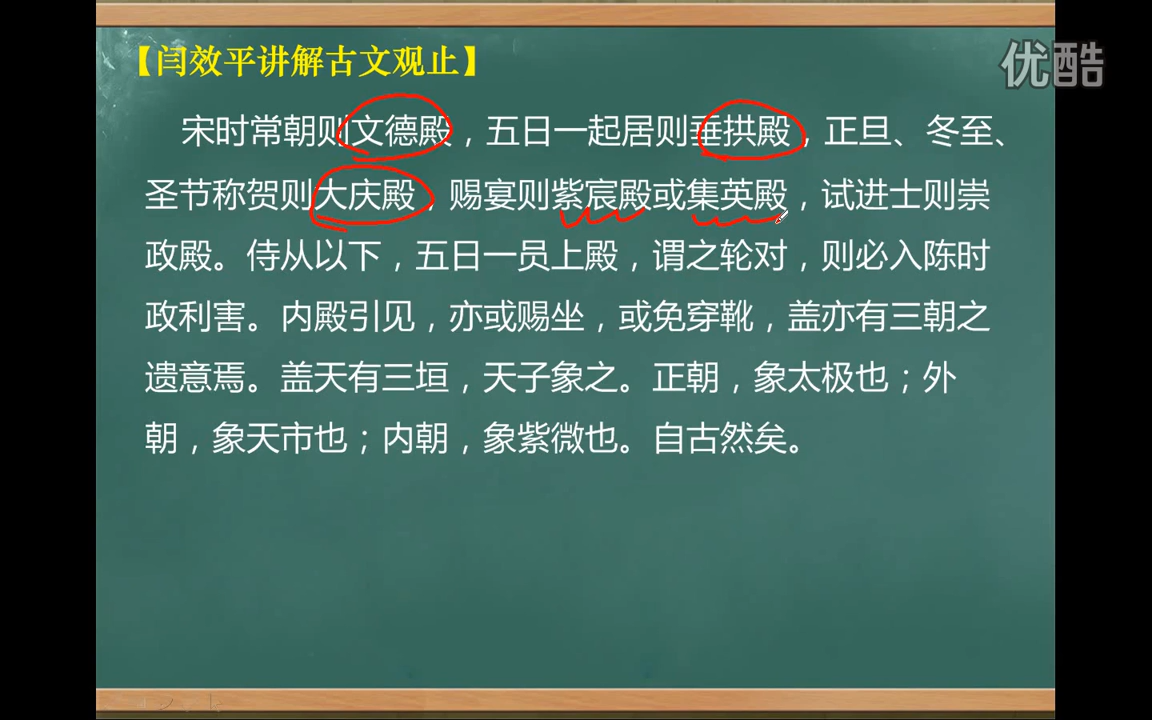 优酷
【闫效平讲解古文观止】
宋时常朝则文德殿，五日一起居则垂拱殿，正旦、冬至、
圣节称贺则大庆殿，赐宴则紫宸殿或集英殿，试进士则崇
政殿。侍从以下，五日一员上殿，谓之轮对，则必入陈时
政利害。内殿引见，亦或赐坐，或免穿靴，盖亦有三朝之
遗意焉。盖天有三垣，天子象之。正朝，象太极也；外
朝，象天市也；内朝，象紫微也。自古然矣。